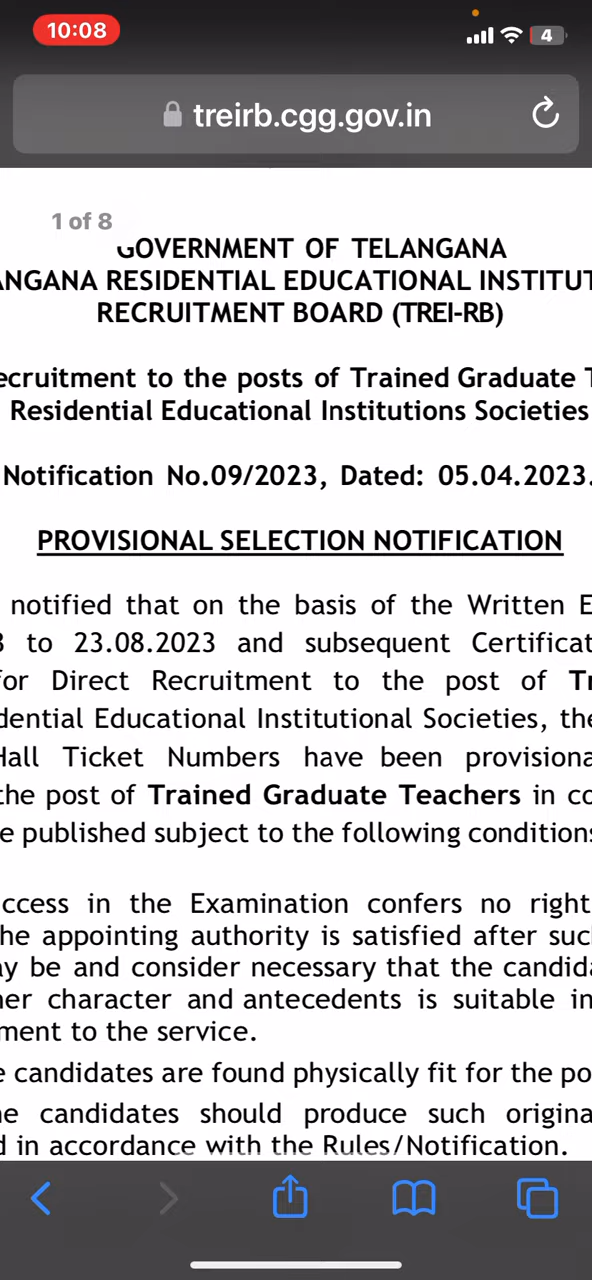 10:08
4
treirb.cgg.gov.in
1 of 8
GOVERNMENT OF TELANGANA
ANGANA RESIDENTIAL EDUCATIONAL INSTITUT
RECRUITMENT BOARD (TREI-RB)
ecruitment to the posts of Trained Graduate T
Residential Educational Institutions Societies
Notification No.09/2023, Dated: 05.04.2023.
PROVISIONAL SELECTION NOTIFICATION
notified that on the basis of the Written E
3 to 23.08.2023 and subsequent Certificat
for Direct Recruitment to the post of Tr
dential Educational Institutional Societies, the
Hall Ticket Numbers have been provisiona
the post of Trained Graduate Teachers in co
e published subject to the following conditions
ccess in the Examination confers no right
he appointing authority is satisfied after suc
ay be and consider necessary that the candida
her character and antecedents is suitable in
ment to the service.
e candidates are found physically fit for the po
he candidates should produce such origina
d in accordance with the Rules/Notification.